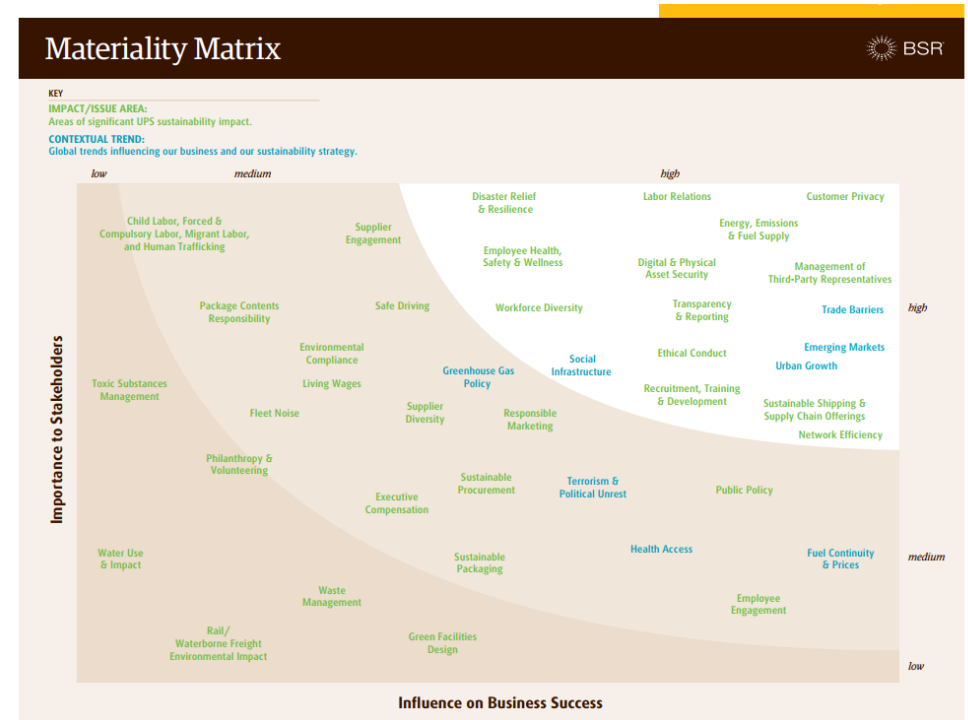 Materiality Matrix
BSR
KEY
IMPACT/ISSUE AREA:
Areas of significant UPS sustainability impact.
CONTEXTUAL TREND:
Global trends influencing our business and our sustainability strategy.
low
medium
high
Disaster Relief
& Resilience
Labor Relations
Customer Privacy
Child Labor, Forced &
Compulsory Labor, Migrant Labor,
and Human Trafficking
Supplier
Engagement
Energy, Emissions
& Fuel Supply
Employee Health,
Safety & Wellness
Digital & Physical
Asset Security
Management of
Third-Party Representatives
Package Contents
Responsibility
Safe Driving
Workforce Diversity
Transparency
& Reporting
Trade Barriers
high
Environmental
Compliance
Social
Infrastructure
Ethical Conduct
Emerging Markets
Urban Growth
Toxic Substances
Management
Living Wages
Greenhouse Gas
Policy
Recruitment, Training
& Development
Fleet Noise
Supplier
Diversity
Responsible
Marketing
Sustainable Shipping &
Supply Chain Offerings
Network Efficiency
Philanthropy &
Volunteering
Executive
Compensation
Sustainable
Procurement
Terrorism &
Political Unrest
Public Policy
Water Use
& Impact
Sustainable
Packaging
Health Access
Fuel Continuity
& Prices
medium
Waste
Management
Employee
Engagement
Rail/
Waterborne Freight
Environmental Impact
Green Facilities
Design
low
Importance to Stakeholders
Influence on Business Success